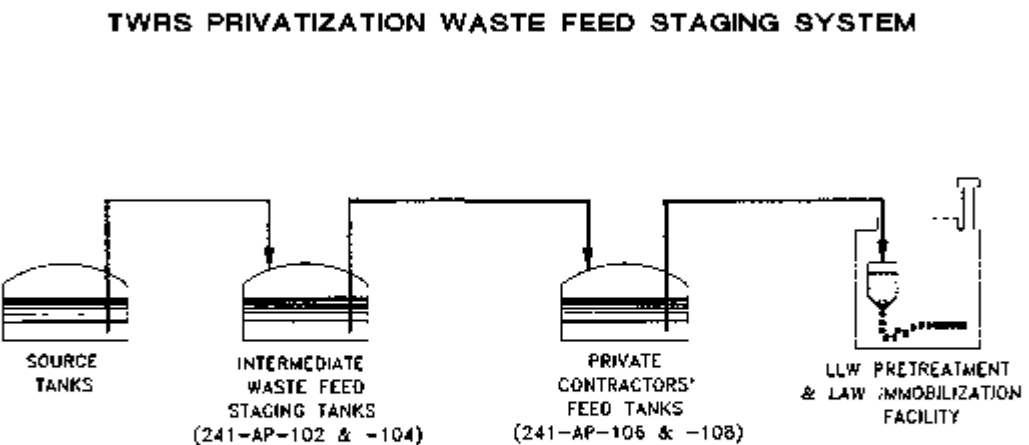 TWRS PRIVATIZATION WASTE FEED STAGING SYSTEM
SOURCE
TANKS
INTERMEDIATE
WASTE FEED
STAGING TANKS
(241-AP-102 & -104)
PRIVATE
CONTRACTORS'
FEED TANKS
(241-AP-106 & -108)
LLW PRETREATMENT
& LAW IMMOBILIZATION
FACILITY